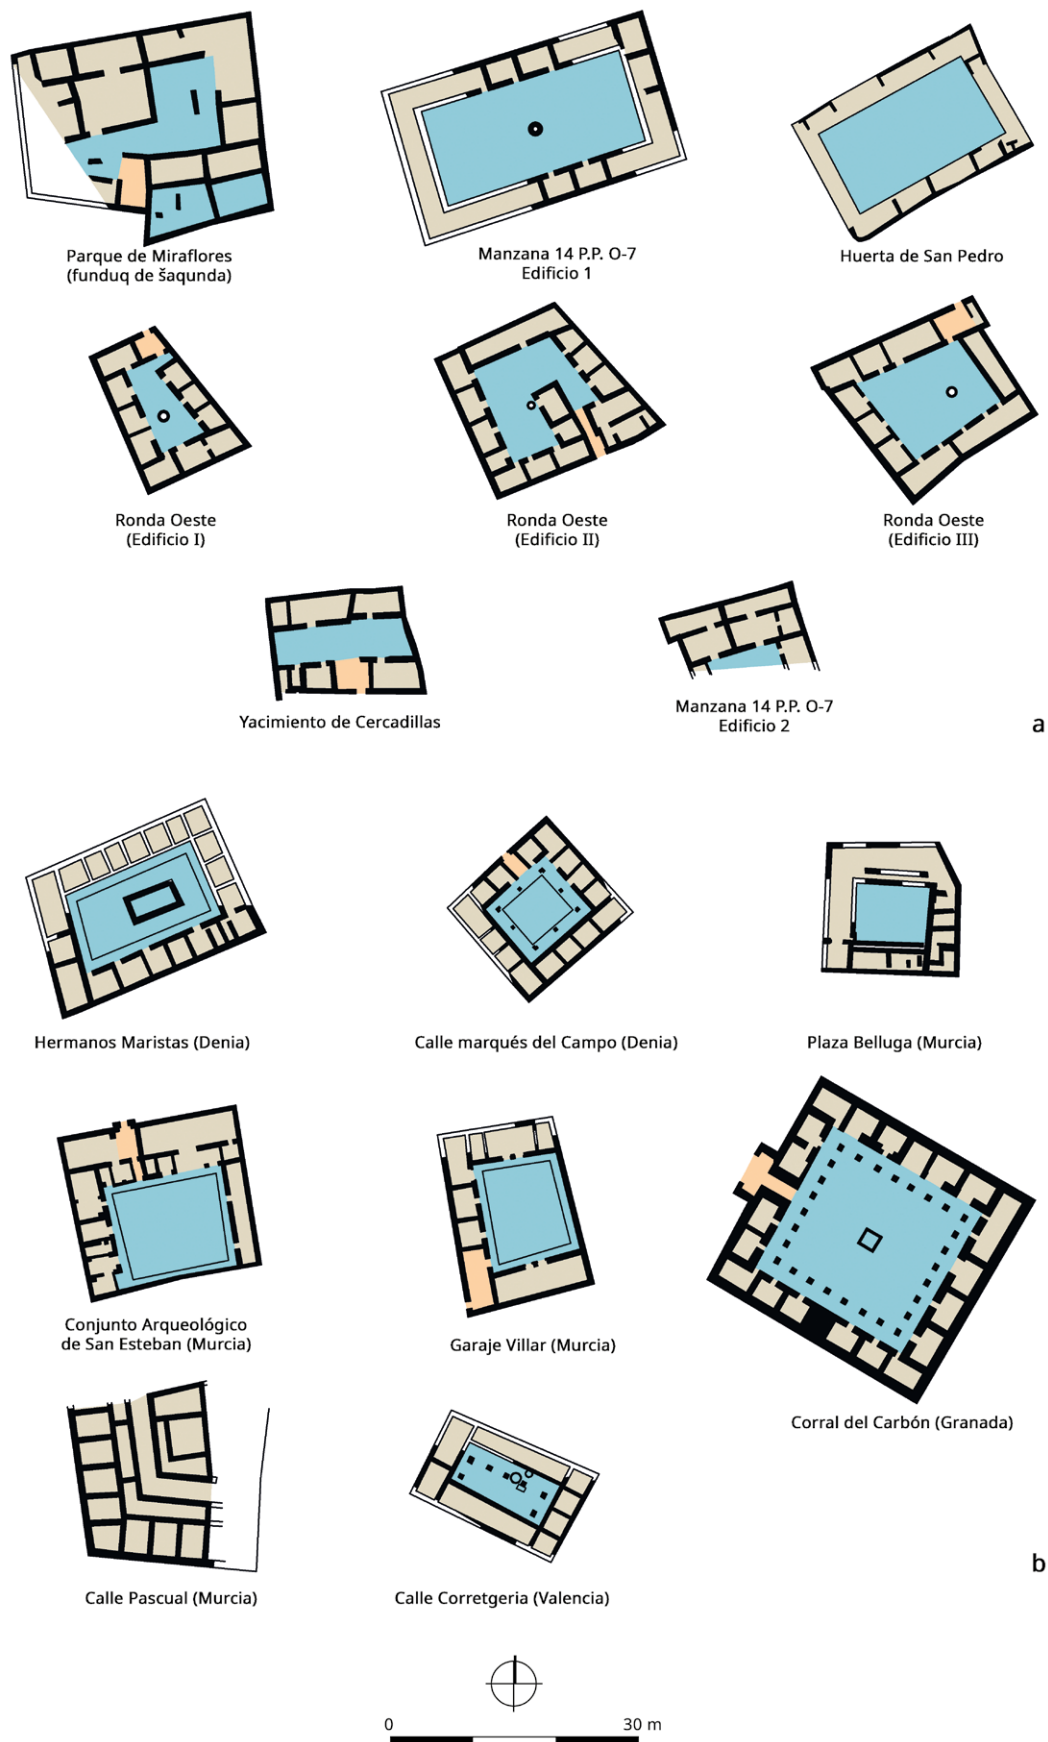 Parque de Miraflores
(funduq de šaqunda)
Manzana 14 P.P. O-7
Edificio 1
Huerta de San Pedro
Ronda Oeste
(Edificio I)
Ronda Oeste
(Edificio II)
Ronda Oeste
(Edificio III)
Yacimiento de Cercadillas
Manzana 14 P.P. O-7
Edificio 2
a
Hermanos Maristas (Denia)
Calle marqués del Campo (Denia)
Plaza Belluga (Murcia)
Conjunto Arqueológico
de San Esteban (Murcia)
Garaje Villar (Murcia)
Corral del Carbón (Granada)
Calle Pascual (Murcia)
Calle Corretgeria (Valencia)
b
0 30 m